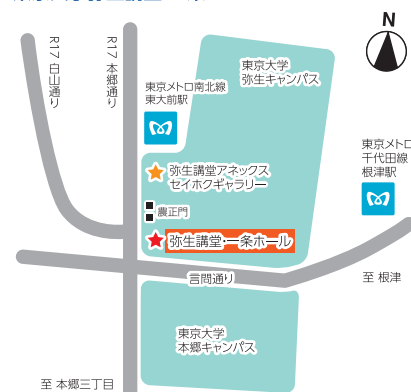 N
R17 白山通り
R17 本郷通り
東京メトロ南北線
東大前駅
東京大学
弥生キャンパス
東京メトロ
千代田線
根津駅
弥生講堂アネックス
セイホクギャラリー
農正門
弥生講堂・一条ホール
言問通り
至 根津
東京大学
本郷キャンパス
至 本郷三丁目